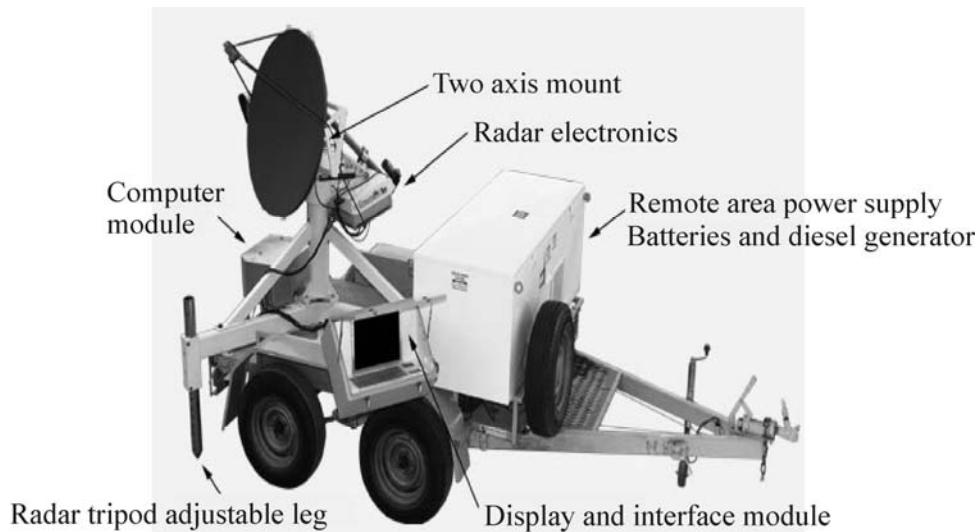 Two axis mount
Radar electronics
Computer
module
Remote area power supply
Batteries and diesel generator
Radar tripod adjustable leg
Display and interface module